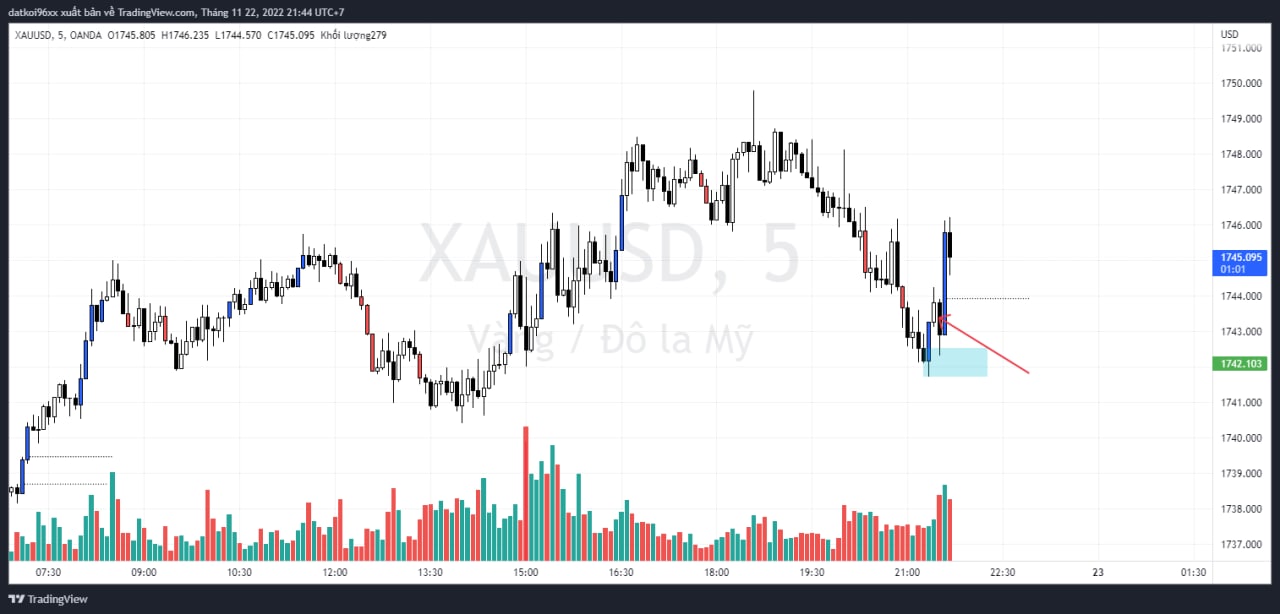 datkoi96xx xuất bản về TradingView.com, Tháng 11 22, 2022 21:44 UTC+7
XAUUSD, 5, OANDA O1745.805 H1746.235 L1744.570 C1745.095 Khối lượng279
USD
1751.000
1750.000
1749.000
1748.000
1747.000
1746.000
1745.095
01:01
1744.000
1743.000
1742.103
1741.000
1740.000
1739.000
1738.000
1737.000
XAUUSD, 5
Vàng / Đô la Mỹ
07:30 09:00 10:30 12:00 13:30 15:00 16:30 18:00 19:30 21:00 22:30 23 01:30
TradingView